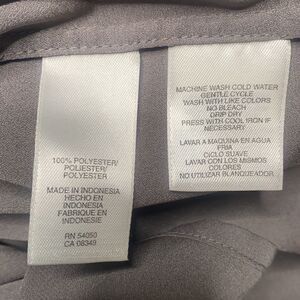 100% POLYESTER/
POLIESTER/
POLYESTER
MADE IN INDONESIA
HECHO EN
INDONESIA
FABRIQUE EN
INDONESIE
RN 54050
CA 08349
MACHINE WASH COLD WATER
GENTLE CYCLE
WASH WITH LIKE COLORS
NO BLEACH
DRIP DRY
PRESS WITH COOL IRON IF
NECESSARY
LAVAR A MAQUINA EN AGUA
FRIA
CICLO SUAVE
LAVAR CON LOS MISMOS
COLORES
NO UTILIZAR BLANQUEADOR.